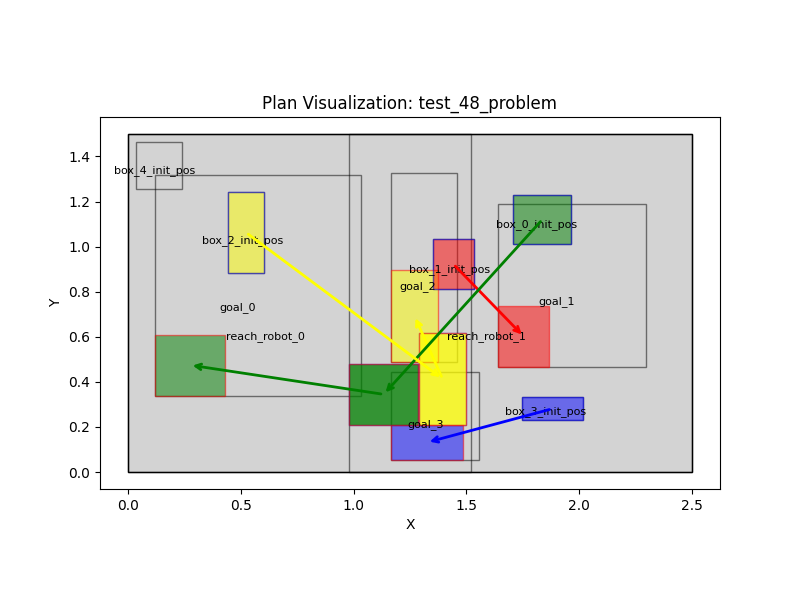 Plan Visualization: test_48_problem
box_4_init_pos
box_0_init_pos
box_2_init_pos
box_1_init_pos
goal_2
goal_1
goal_0
reach_robot_0
reach_robot_1
box_3_init_pos
goal_3
Y
1.4
1.2
1.0
0.8
0.6
0.4
0.2
0.0
0.0 0.5 1.0 1.5 2.0 2.5
X